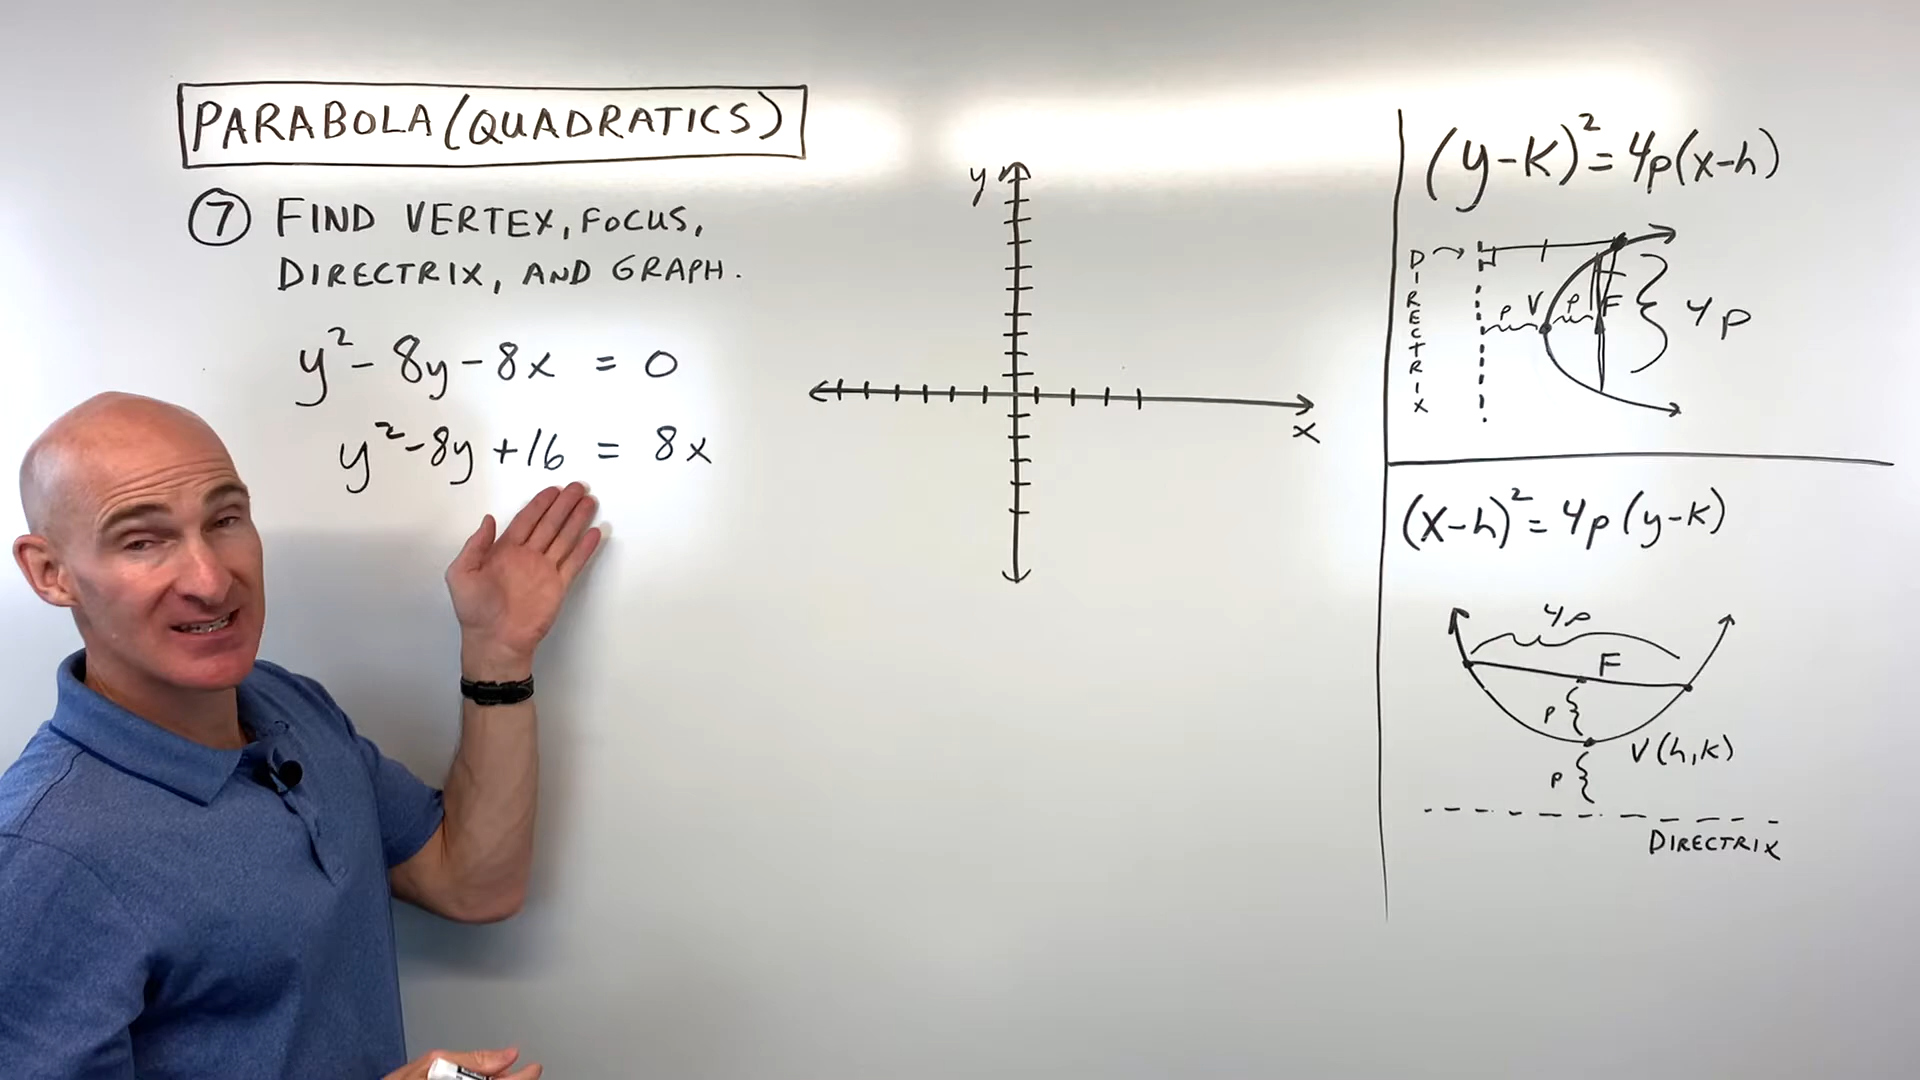 PARABOLA (QUADRATICS)
⑦ FIND VERTEX, FOCUS,
DIRECTRIX, AND GRAPH.
y² - 8y - 8x = 0
y² - 8y + 16 = 8x
y
x
(y-k)² = 4p(x-h)
DIRECTRIX
P
V
P
F
4p
(x-h)² = 4p(y-k)
4p
F
P
V(h,k)
P
DIRECTRIX